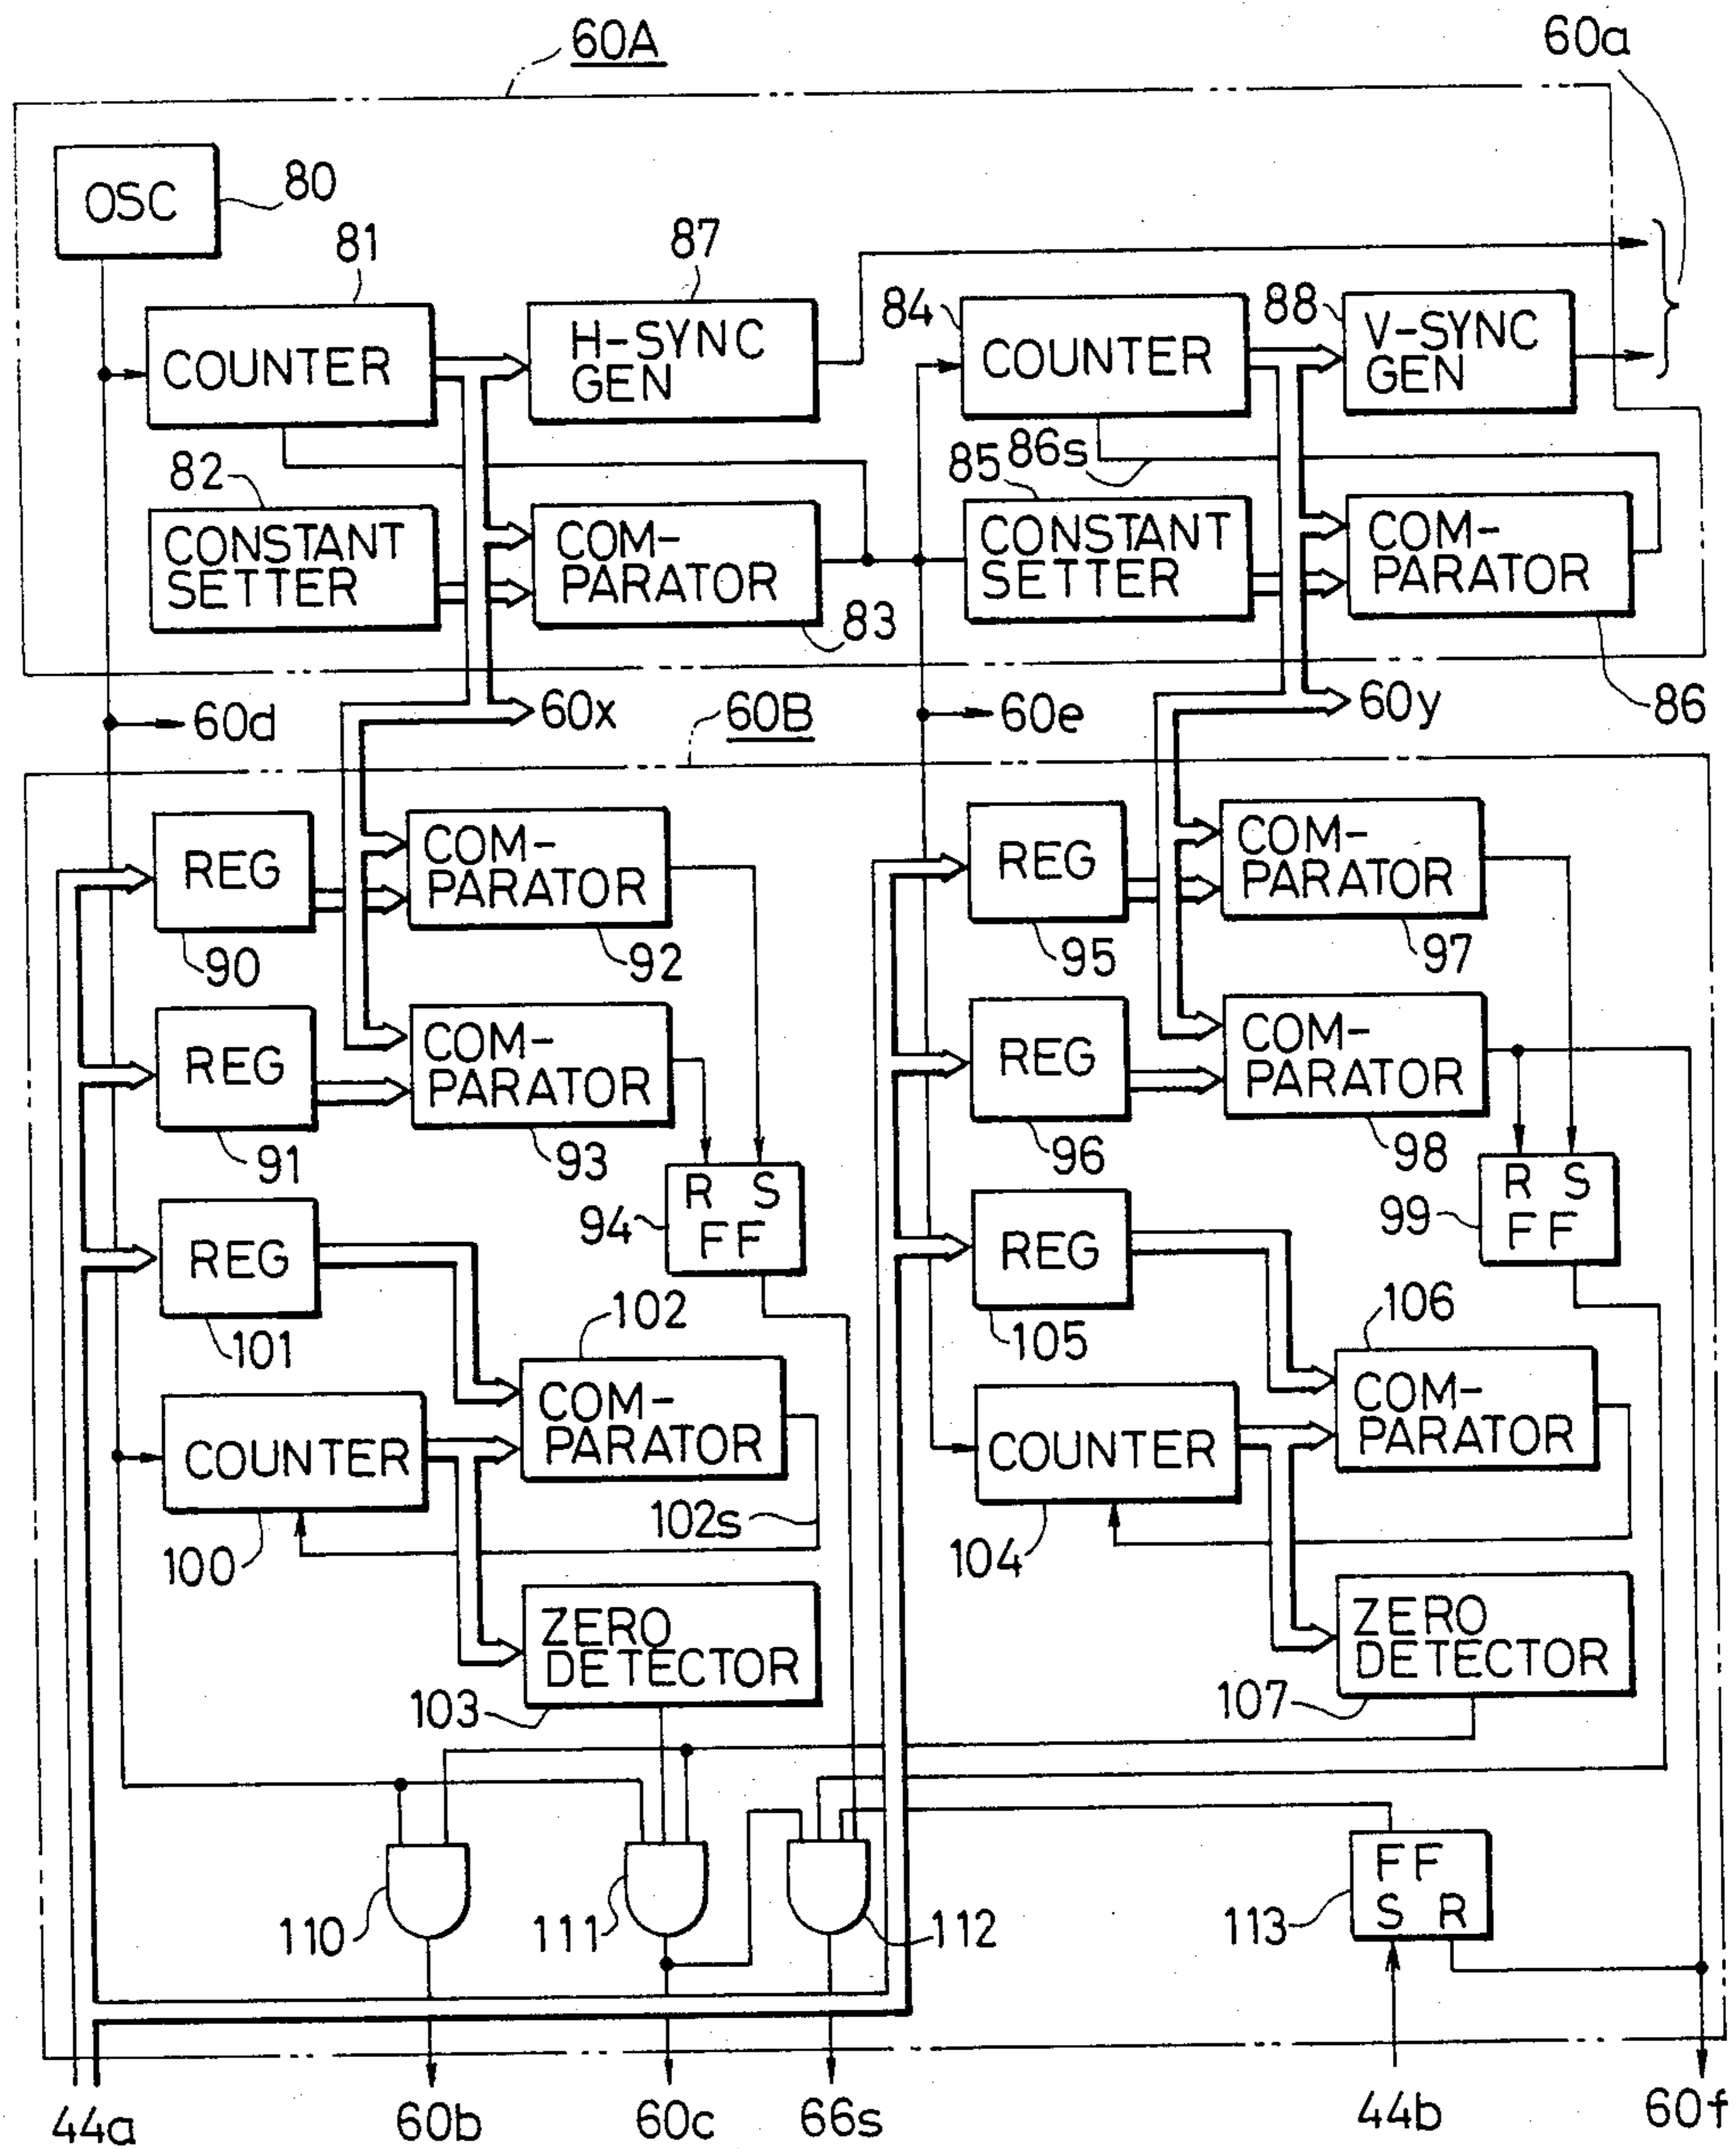 60A
60a
OSC
80
81
87
84
88
COUNTER
H-SYNC
GEN
COUNTER
V-SYNC
GEN
82
85
86s
CONSTANT
SETTER
COM-
PARATOR
CONSTANT
SETTER
COM-
PARATOR
83
86
60d
60x
60B
60e
60y
REG
COM-
PARATOR
REG
COM-
PARATOR
90
92
95
97
REG
COM-
PARATOR
REG
COM-
PARATOR
91
93
96
98
R S
FF
94
R S
FF
99
REG
REG
101
102
105
106
COUNTER
COM-
PARATOR
COUNTER
COM-
PARATOR
100
102s
104
ZERO
DETECTOR
ZERO
DETECTOR
103
107
110
111
112
FF
S R
113
44a
60b
60c
66s
44b
60f